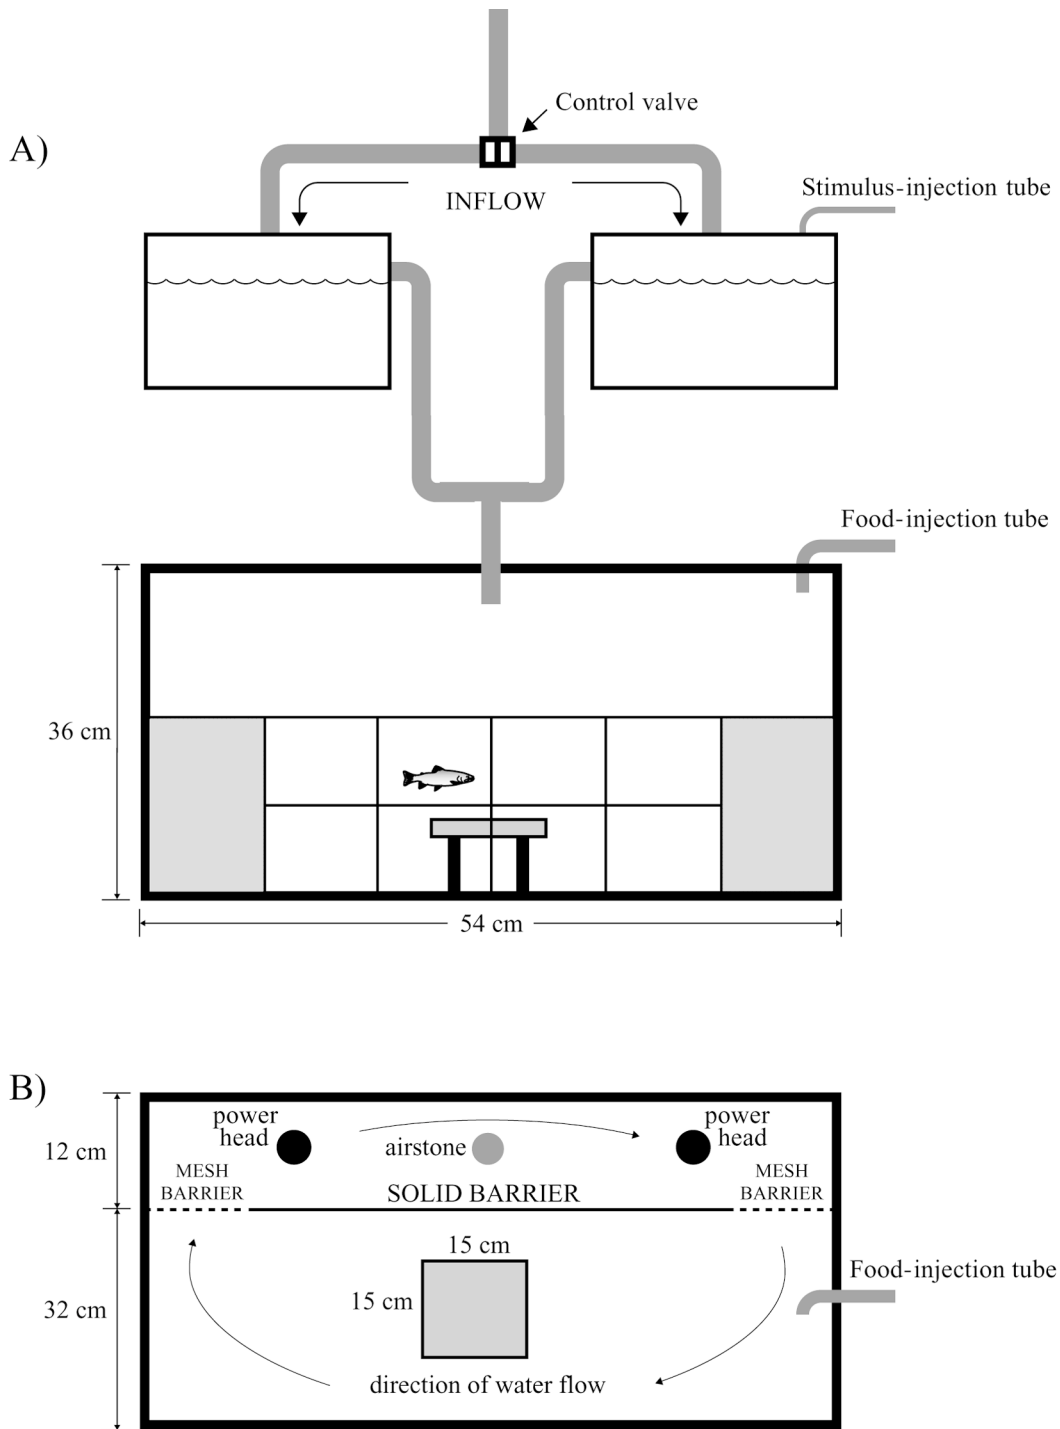 Control valve
A)
Stimulus-injection tube
INFLOW
Food-injection tube
36 cm
54 cm
B)
power
head
power
head
airstone
12 cm
MESH
BARRIER
MESH
BARRIER
SOLID BARRIER
15 cm
Food-injection tube
15 cm
32 cm
direction of water flow